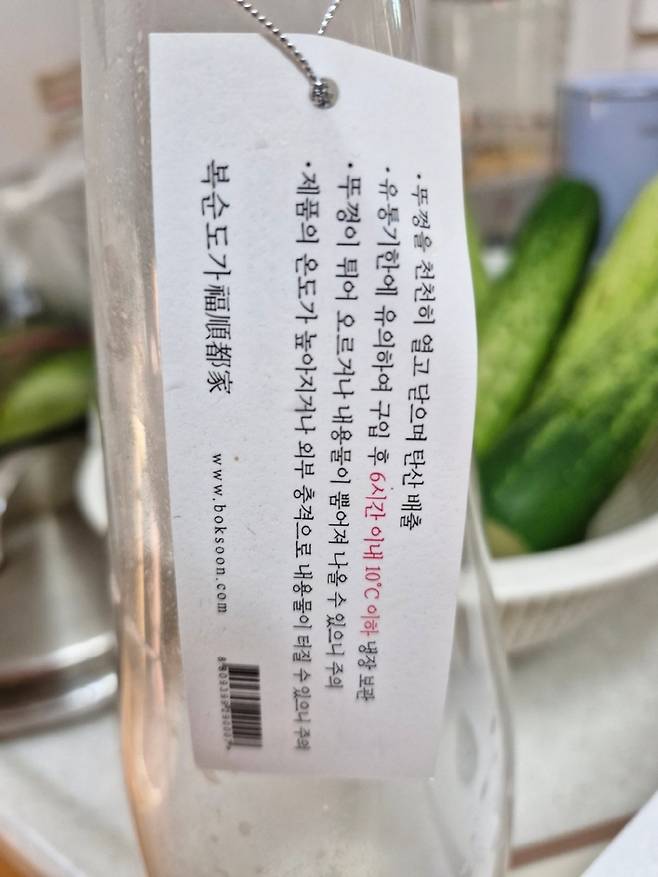 · 뚜껑을 천천히 열고 닫으며 탄산 배출
· 유통기한에 유의하여 구입 후 6시간 이내 10°C 이하 냉장 보관
· 뚜껑이 튀어 오르거나 내용물이 뿜어져 나올 수 있으니 주의
· 제품의 온도가 높아지거나 외부 충격으로 내용물이 터질 수 있으니 주의
복순도가 福順都家
www.boksoon.com